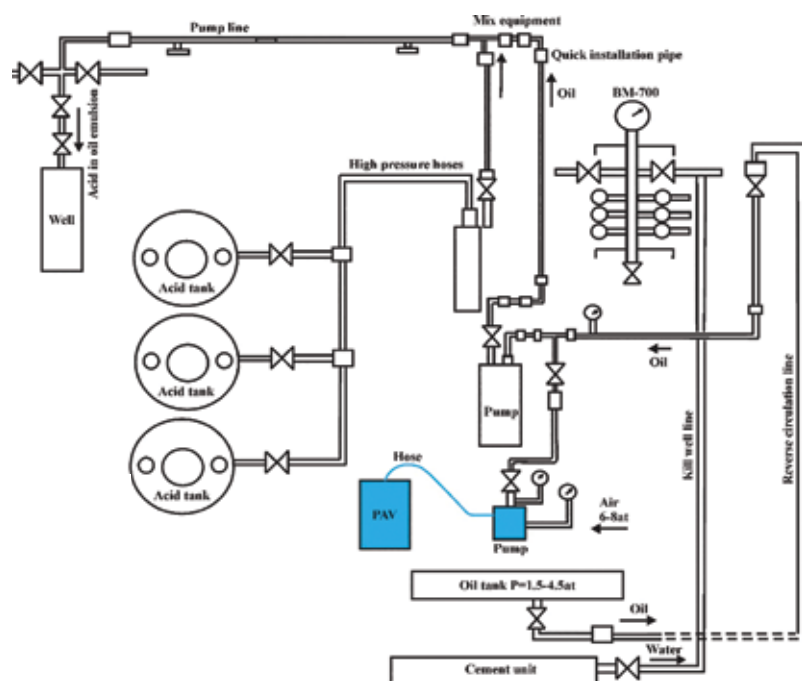 Pump line
Mix equipment
Quick installation pipe
Oil
BM-700
Acid in oil emulsion
High pressure hoses
Well
Acid tank
Acid tank
Pump
Oil
Acid tank
Hose
Kill well line
Reverse circulation line
PAV
Air
6-8at
Pump
Oil tank P=1.5-4.5at
Oil
Water
Cement unit